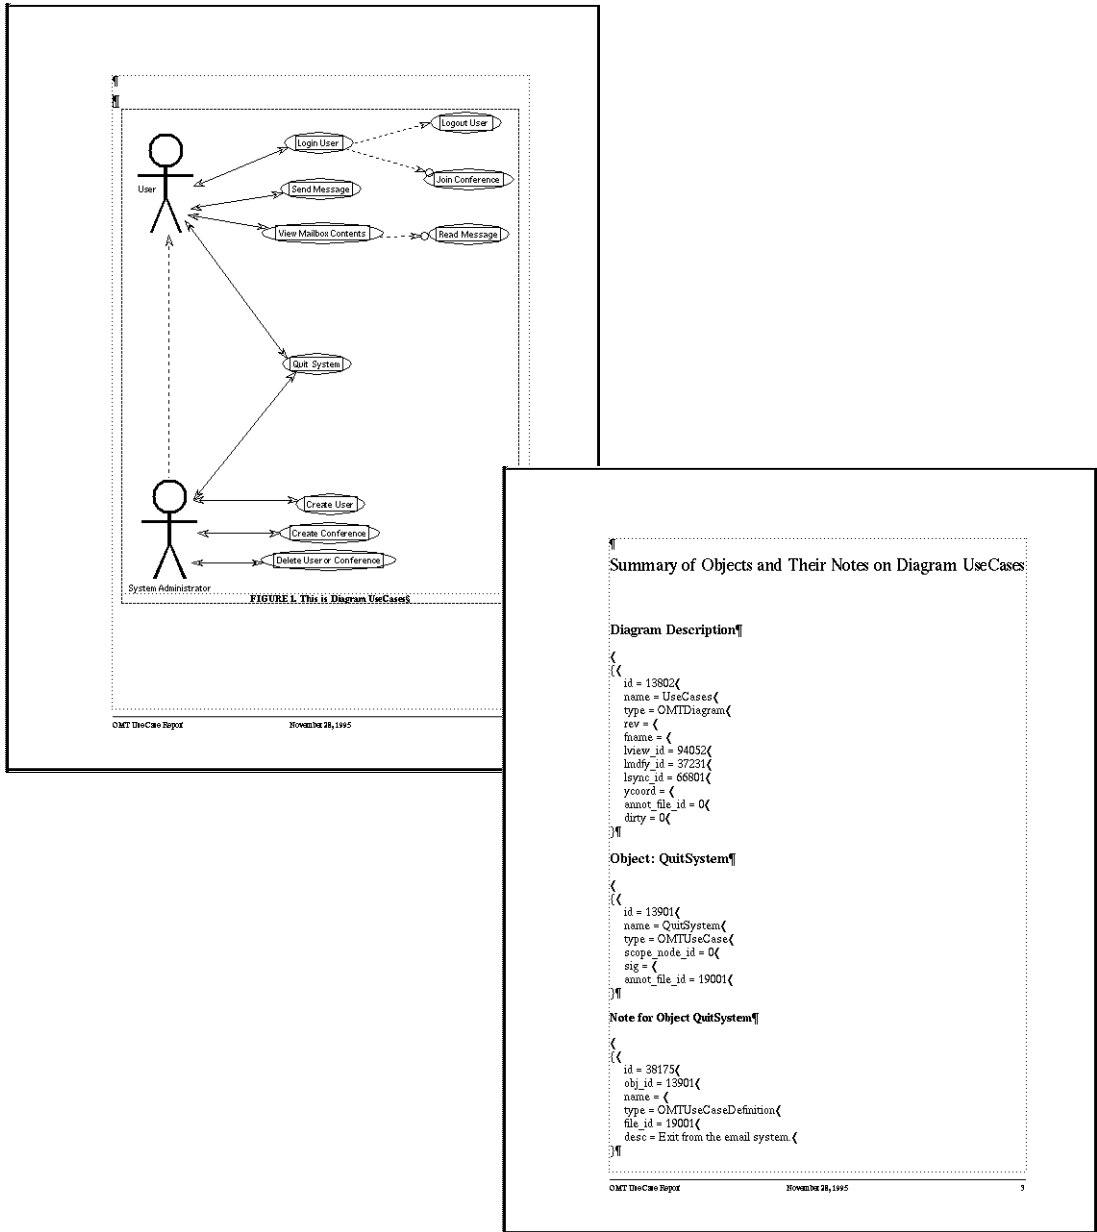 ¶
¶
Logout User
Login User
Join Conference
User
Send Message
View Mailbox Contents
Read Message
Quit System
Create User
Create Conference
Delete User or Conference
System Administrator
FIGURE 1. This is Diagram UseCases§
OMT UseCase Report November 28, 1995
¶
Summary of Objects and Their Notes on Diagram UseCases
Diagram Description¶
{
{{
id = 13802{
name = UseCases{
type = OMTDiagram{
rev = {
fname = {
lview_id = 94052{
lmdfy_id = 37231{
lsync_id = 66801{
ycoord = {
annot_file_id = 0{
dirty = 0{
}¶
Object: QuitSystem¶
{
{{
id = 13901{
name = QuitSystem{
type = OMTUseCase{
scope_node_id = 0{
sig = {
annot_file_id = 19001{
}¶
Note for Object QuitSystem¶
{
{{
id = 38175{
obj_id = 13901{
name = {
type = OMTUseCaseDefinition{
file_id = 19001{
desc = Exit from the email system.{
}¶
OMT UseCase Report November 28, 1995 3